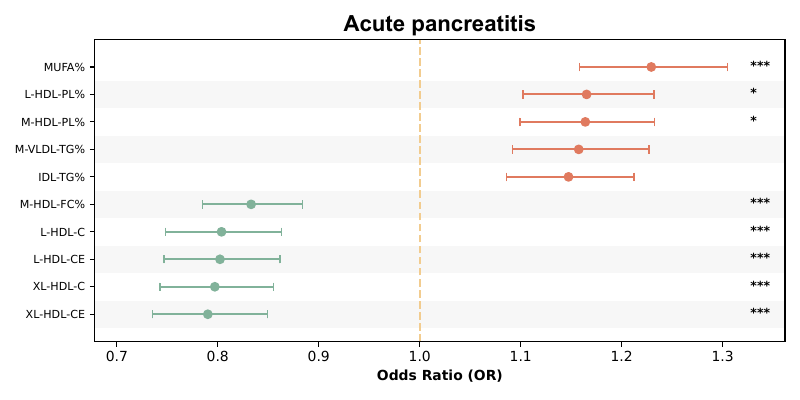 Acute pancreatitis
MUFA% ***
L-HDL-PL% *
M-HDL-PL% *
M-VLDL-TG%
IDL-TG%
M-HDL-FC% ***
L-HDL-C ***
L-HDL-CE ***
XL-HDL-C ***
XL-HDL-CE ***
0.7 0.8 0.9 1.0 1.1 1.2 1.3
Odds Ratio (OR)